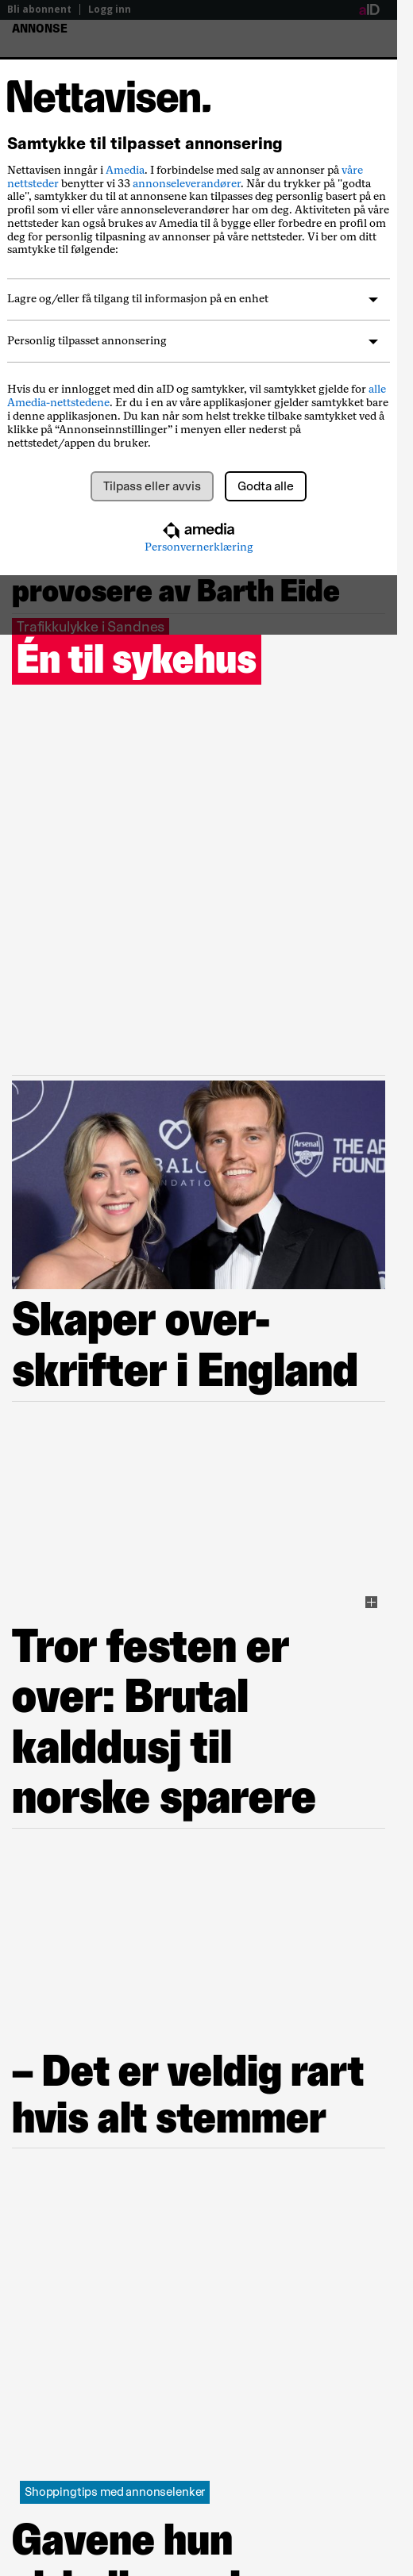 Bli abonnent | Logg inn
aID
ANNONSE
Nettavisen.
Samtykke til tilpasset annonsering
Nettavisen inngår i Amedia. I forbindelse med salg av annonser på våre
nettsteder benytter vi 33 annonseleverandører. Når du trykker på "godta
alle", samtykker du til at annonsene kan tilpasses deg personlig basert på en
profil som vi eller våre annonseleverandører har om deg. Aktiviteten på våre
nettsteder kan også brukes av Amedia til å bygge eller forbedre en profil om
deg for personlig tilpasning av annonser på våre nettsteder. Vi ber om ditt
samtykke til følgende:
Lagre og/eller få tilgang til informasjon på en enhet
Personlig tilpasset annonsering
Hvis du er innlogget med din aID og samtykker, vil samtykket gjelde for alle
Amedia-nettstedene. Er du i en av våre applikasjoner gjelder samtykket bare
i denne applikasjonen. Du kan når som helst trekke tilbake samtykket ved å
klikke på “Annonseinnstillinger” i menyen eller nederst på
nettstedet/appen du bruker.
Tilpass eller avvis
Godta alle
amedia
Personvernerklæring
provosere av Barth Eide
Trafikkulykke i Sandnes
Én til sykehus
BALO
NDATION
Arsenal
THE AR
FOUND
Skaper over-
skrifter i England
Tror festen er
over: Brutal
kalddusj til
norske sparere
– Det er veldig rart
hvis alt stemmer
Shoppingtips med annonselenker
Gavene hun